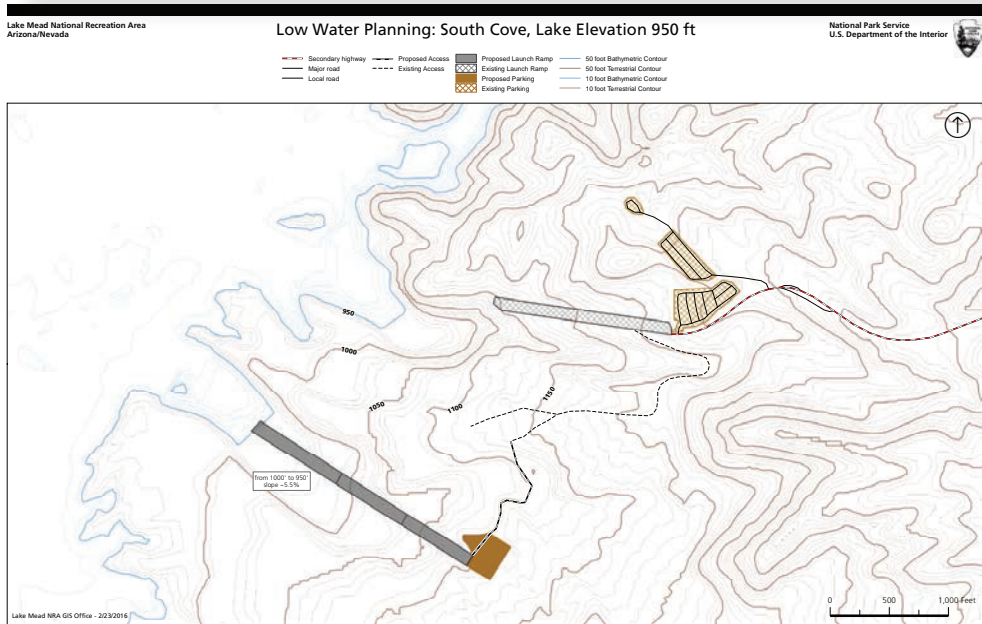 Lake Mead National Recreation Area
Arizona/Nevada
Low Water Planning: South Cove, Lake Elevation 950 ft
National Park Service
U.S. Department of the Interior
Secondary highway
Major road
Local road
Proposed Access
Existing Access
Proposed Launch Ramp
Existing Launch Ramp
Proposed Parking
Existing Parking
50 foot Bathymetric Contour
50 foot Terrestrial Contour
10 foot Bathymetric Contour
10 foot Terrestrial Contour
950
1000
1050
1100
1150
from 1000' to 950'
slope ~5.5%
Lake Mead NRA GIS Office - 2/23/2016
0 500 1,000 Feet